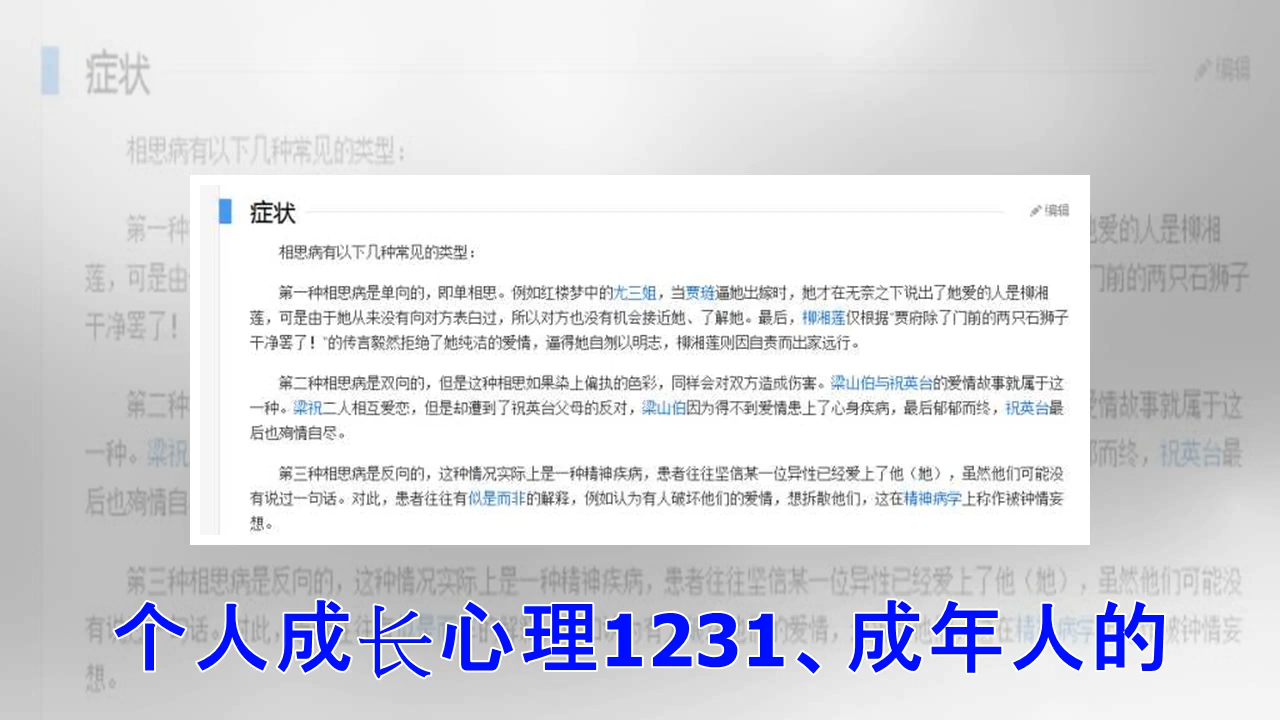 症状
编辑
相思病有以下几种常见的类型：
第一种相思病是单向的，即单相思。例如红楼梦中的尤三姐，当贾琏逼她出嫁时，她才在无奈之下说出了她爱的人是柳湘
莲，可是由于她从来没有向对方表白过，所以对方也没有机会接近她、了解她。最后，柳湘莲仅根据“贾府除了门前的两只石狮子
干净罢了！”的传言毅然拒绝了她纯洁的爱情，逼得她自刎以明志，柳湘莲则因自责而出家远行。
第二种相思病是双向的，但是这种相思如果染上偏执的色彩，同样会对双方造成伤害。梁山伯与祝英台的爱情故事就属于这
一种。梁祝二人相互爱恋，但是却遭到了祝英台父母的反对，梁山伯因为得不到爱情患上了心身疾病，最后郁郁而终，祝英台最
后也殉情自尽。
第三种相思病是反向的，这种情况实际上是一种精神疾病，患者往往坚信某一位异性已经爱上了他（她），虽然他们可能没
有说过一句话。对此，患者往往有似是而非的解释，例如认为有人破坏他们的爱情，想拆散他们，这在精神病学上称作被钟情妄
想。
个人成长心理1231、成年人的